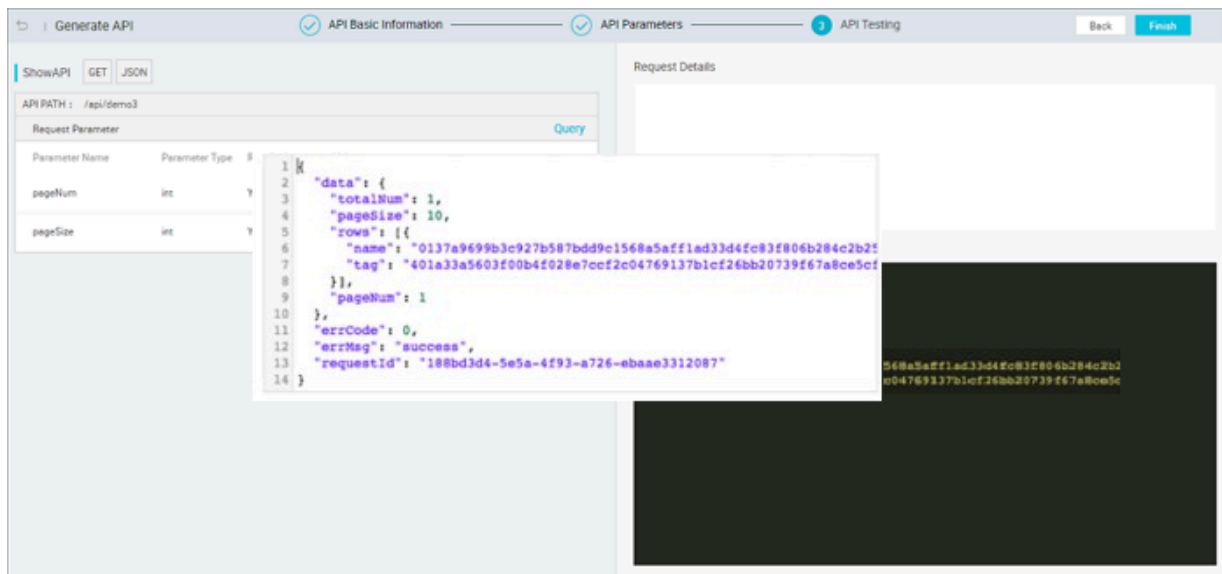 Generate API
API Basic Information
API Parameters
3 API Testing
Back
Finish
ShowAPI GET JSON
Request Details
API PATH : /api/demo3
Request Parameter Query
Parameter Name Parameter Type
pageNum int
pageSize int
1 {
2 "data": {
3 "totalNum": 1,
4 "pageSize": 10,
5 "rows": [{
6 "name": "0137a9699b3c927b587bdd9c1568a5aff1ad33d4fc83f806b284c2b25
7 "tag": "401a33a5603f00b4f028e7ccf2c04769137b1cf26bb20739f67a8ce5cf
8 }],
9 "pageNum": 1
10 },
11 "errCode": 0,
12 "errMsg": "success",
13 "requestId": "188bd3d4-5e5a-4f93-a726-ebaae3312087"
14 }
568a5aff1ad33d4fc83f806b284c2b2
c04769137b1cf26bb20739f67a8ce5c